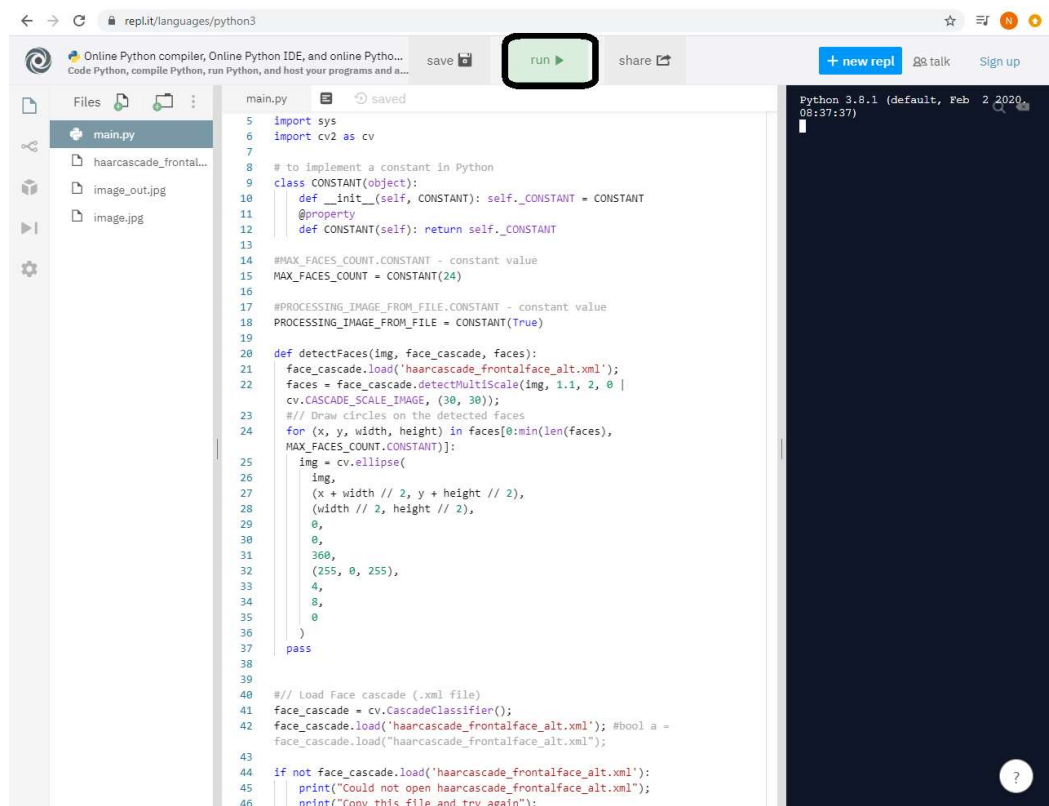 repl.it/languages/python3
N
Online Python compiler, Online Python IDE, and online Pytho...
Code Python, compile Python, run Python, and host your programs and a...
save
run
share
+ new repl
talk
Sign up
Files
main.py
haarcascade_frontal...
image_out.jpg
image.jpg
main.py
saved
5 import sys
6 import cv2 as cv
7
8 # to implement a constant in Python
9 class CONSTANT(object):
10 def __init__(self, CONSTANT): self._CONSTANT = CONSTANT
11 @property
12 def CONSTANT(self): return self._CONSTANT
13
14 #MAX_FACES_COUNT.CONSTANT - constant value
15 MAX_FACES_COUNT = CONSTANT(24)
16
17 #PROCESSING_IMAGE_FROM_FILE.CONSTANT - constant value
18 PROCESSING_IMAGE_FROM_FILE = CONSTANT(True)
19
20 def detectFaces(img, face_cascade, faces):
21 face_cascade.load('haarcascade_frontalface_alt.xml');
22 faces = face_cascade.detectMultiScale(img, 1.1, 2, 0 |
cv.CASCADE_SCALE_IMAGE, (30, 30));
23 #// Draw circles on the detected faces
24 for (x, y, width, height) in faces[0:min(len(faces),
MAX_FACES_COUNT.CONSTANT)]:
25 img = cv.ellipse(
26 img,
27 (x + width // 2, y + height // 2),
28 (width // 2, height // 2),
29 0,
30 0,
31 360,
32 (255, 0, 255),
33 4,
34 8,
35 0
36 )
37 pass
38
39
40 #// Load Face cascade (.xml file)
41 face_cascade = cv.CascadeClassifier();
42 face_cascade.load('haarcascade_frontalface_alt.xml'); #bool a =
face_cascade.load("haarcascade_frontalface_alt.xml");
43
44 if not face_cascade.load('haarcascade_frontalface_alt.xml'):
45 print("Could not open haarcascade_frontalface_alt.xml");
46 print("Copy this file and try again");
Python 3.8.1 (default, Feb 2 2020,
08:37:37)
?